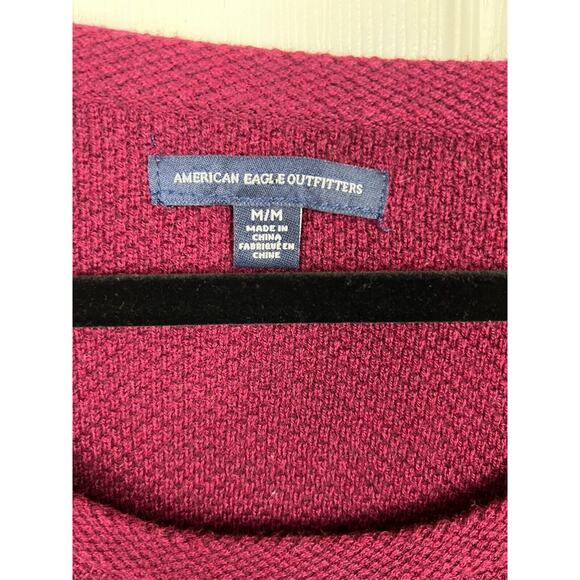 AMERICAN EAGLE OUTFITTERS
M/M
MADE IN
CHINA
FABRIQUÉ EN
CHINE